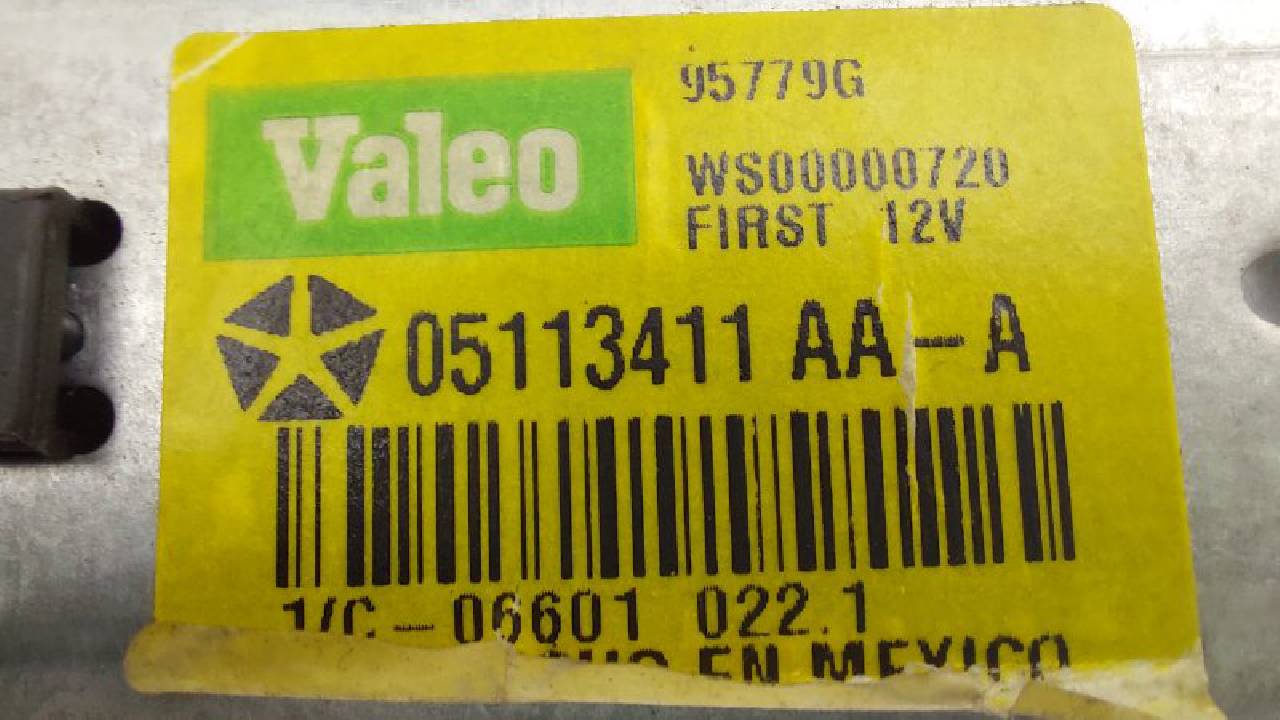 Valeo
95779G
WS00000720
FIRST 12V
05113411 AA-A
1/C-06601 022.1
EN MEXICO